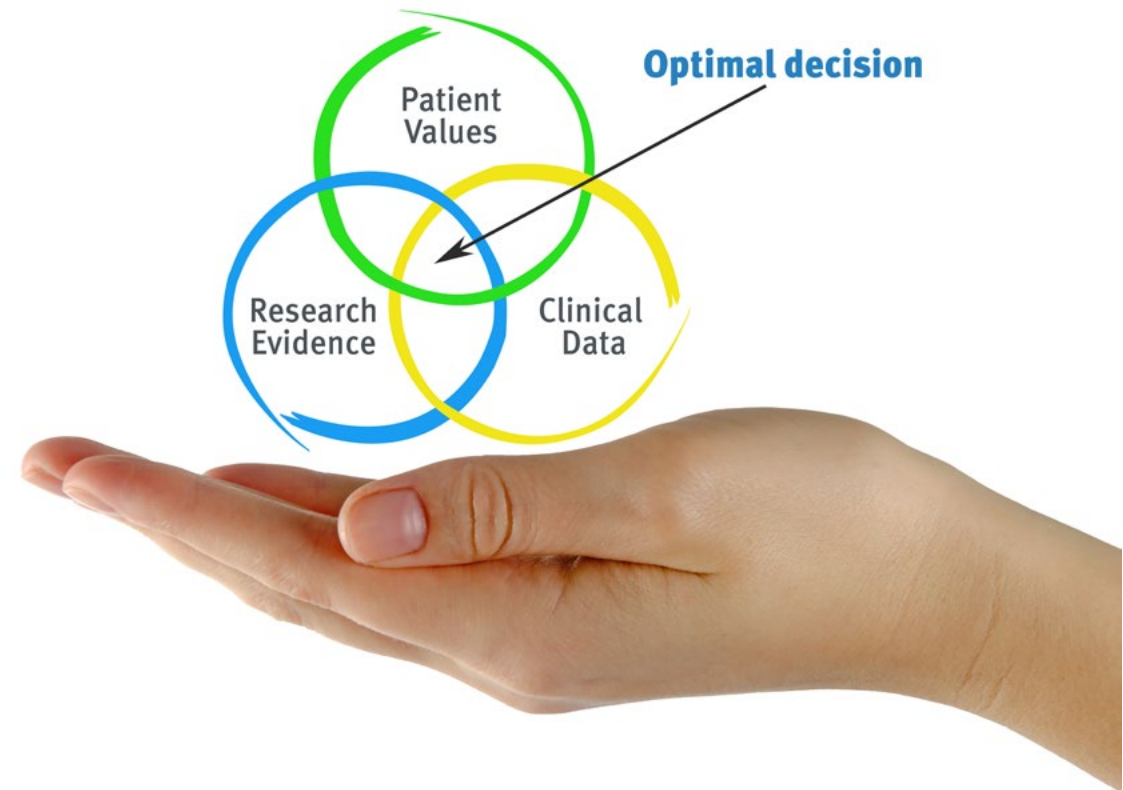 Optimal decision
Patient
Values
Research
Evidence
Clinical
Data